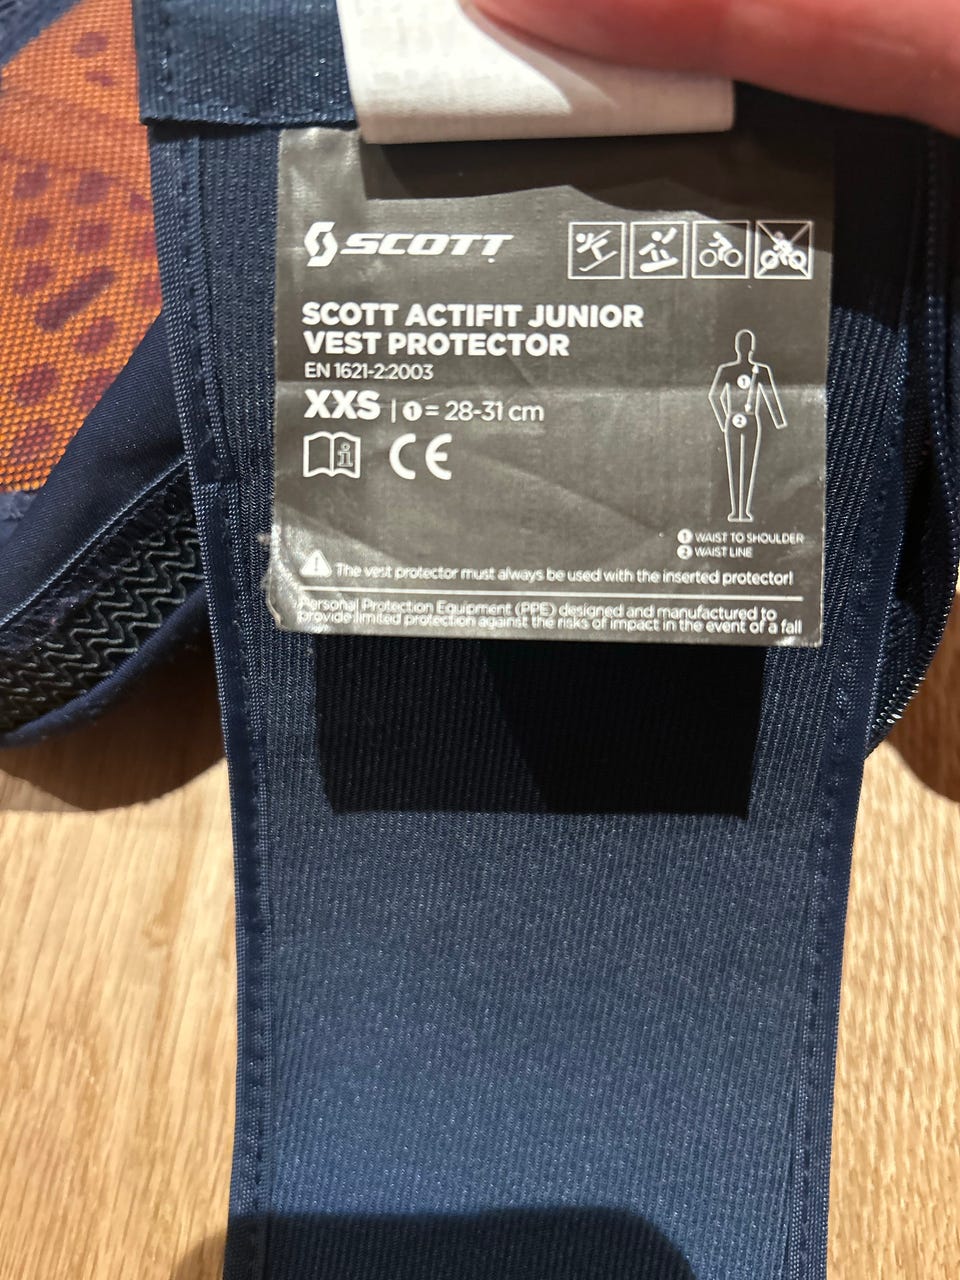 SCOTT
SCOTT ACTIFIT JUNIOR
VEST PROTECTOR
EN 1621-2:2003
XXS | 1 = 28-31 cm
i CE
1
2
1 WAIST TO SHOULDER
2 WAIST LINE
! The vest protector must always be used with the inserted protector!
Personal Protection Equipment (PPE) designed and manufactured to
provide limited protection against the risks of impact in the event of a fall